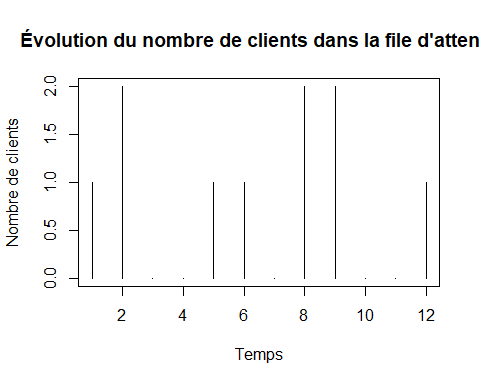 Évolution du nombre de clients dans la file d'atten
Nombre de clients
2.0
1.5
1.0
0.5
0.0
2 4 6 8 10 12
Temps